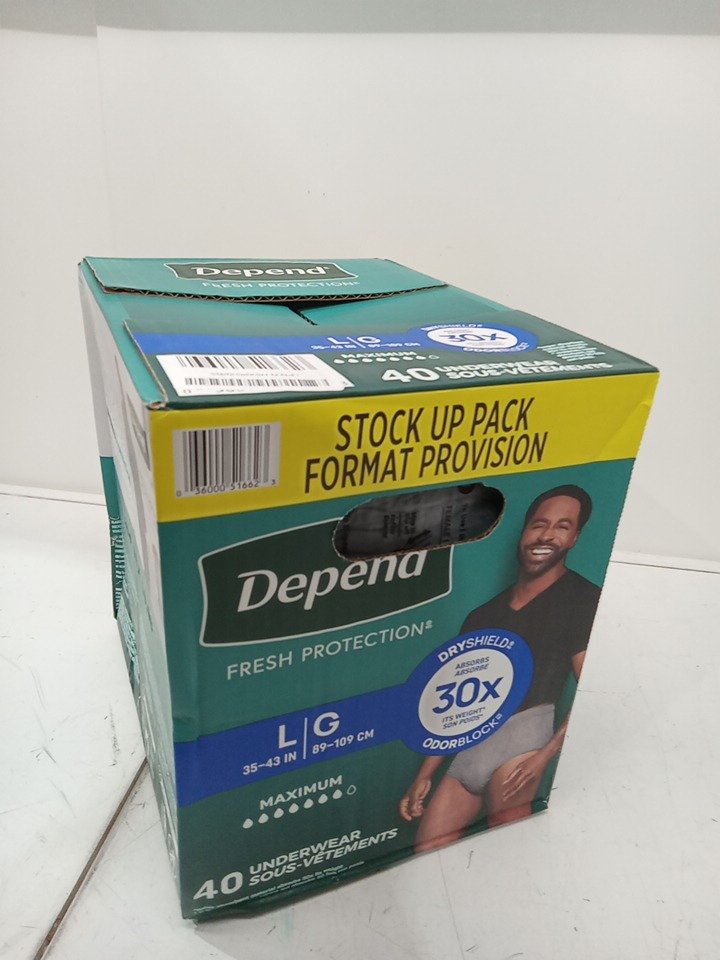 Depend®
FRESH PROTECTION®
L|G
35-43 IN | 89-109 CM
MAXIMUM
DRYSHIELD®
30X
ODORBLOCK®
40 UNDERWEAR
SOUS-VÊTEMENTS
STOCK UP PACK
FORMAT PROVISION
0 36000 51662 3
Depend
FRESH PROTECTION®
DRYSHIELD®
ABSORBS
ABSORBE
30X
ITS WEIGHT*
SON POIDS*
ODORBLOCK®
L|G
35-43 IN | 89-109 CM
MAXIMUM
40 UNDERWEAR
SOUS-VÊTEMENTS